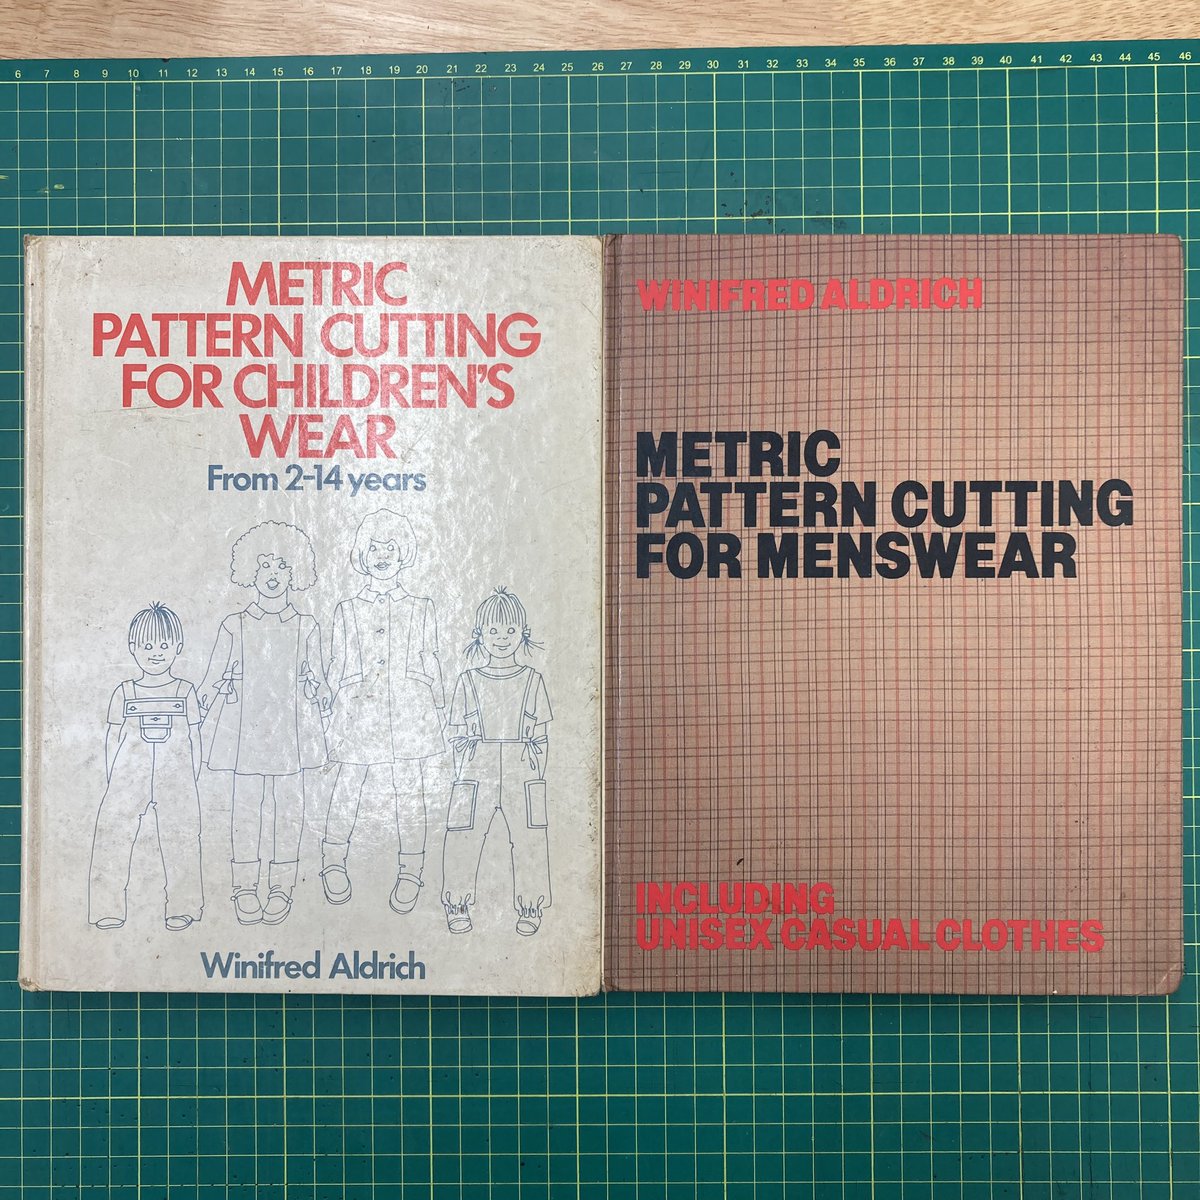 6 7 8 9 10 11 12 13 14 15 16 17 18 19 20 21 22 23 24 25 26 27 28 29 30 31 32 33 34 35 36 37 38 39 40 41 42 43 44 45 46
METRIC
PATTERN CUTTING
FOR CHILDREN'S
WEAR
From 2-14 years
Winifred Aldrich
WINIFRED ALDRICH
METRIC
PATTERN CUTTING
FOR MENSWEAR
INCLUDING
UNISEX CASUAL CLOTHES